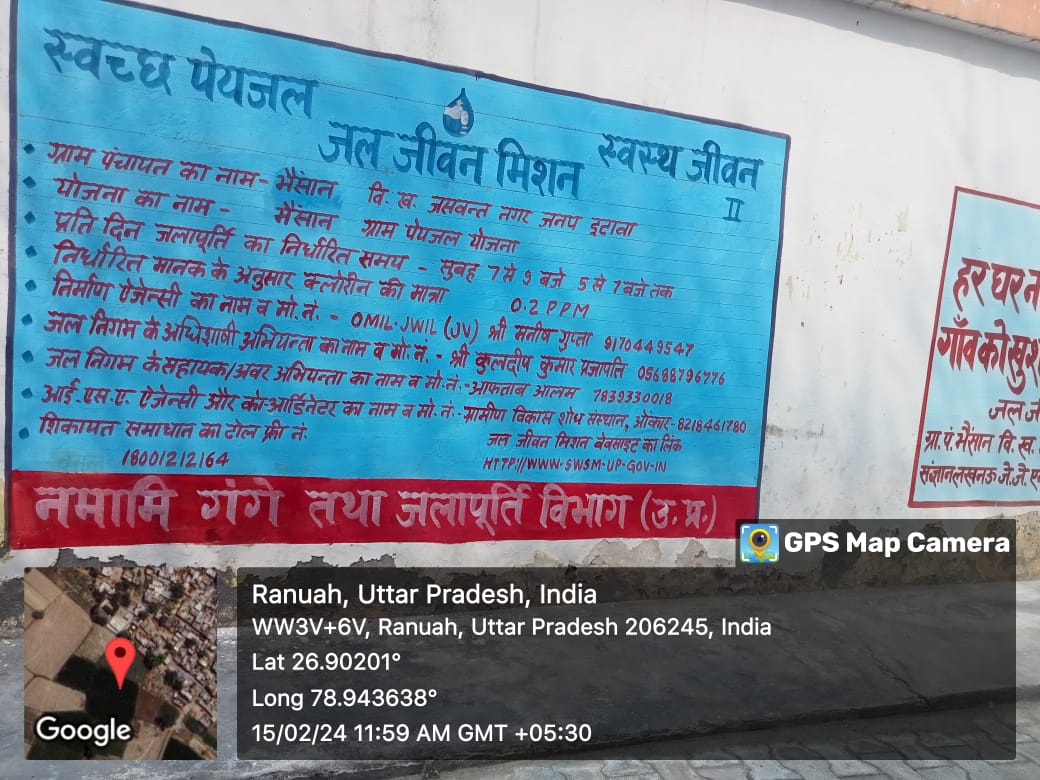 स्वच्छ पेयजल
जल जीवन मिशन
स्वस्थ जीवन
II
ग्राम पंचायत का नाम- भैंसान वि. ख. जसवन्त नगर जनप इटावा
योजना का नाम- भैंसान ग्राम पेयजल योजना
प्रति दिन जलापूर्ति का निर्धारित समय - सुबह 7 से 9 बजे 5 से 7 बजे तक
निर्धारित मानक के अनुसार क्लोरीन की मात्रा 0.2 PPM
निर्माण ऐजेन्सी का नाम व मो.नं. - OMIL-JWIL (JV) श्री मनीष गुप्ता 9170449547
जल निगम के अधिशाषी अभियन्ता का नाम व मो.नं. - श्री कुलदीप कुमार प्रजापति 05688796776
जल निगम के सहायक/अवर अभियन्ता का नाम व मो.नं.-आफताब आलम 7839330018
आई.एस.ए. ऐजेन्सी और को-आर्डिनेटर का नाम व मो.नं.-ग्रामीण विकास शोध संस्थान, ओंकार-8218461780
शिकायत समाधान का टोल फ्री नं.
18001212164
जल जीवन मिशन बेवसाइट का लिंक
HTTP//WWW-SWSM-UP-GOV-IN
नमामि गंगे तथा जलापूर्ति विभाग (उ. प्र.)
हर घर
गाँव को
जल
ग्रा. पं. भैंसान वि. ख.
GPS Map Camera
Ranuah, Uttar Pradesh, India
WW3V+6V, Ranuah, Uttar Pradesh 206245, India
Lat 26.90201°
Long 78.943638°
15/02/24 11:59 AM GMT +05:30
Google